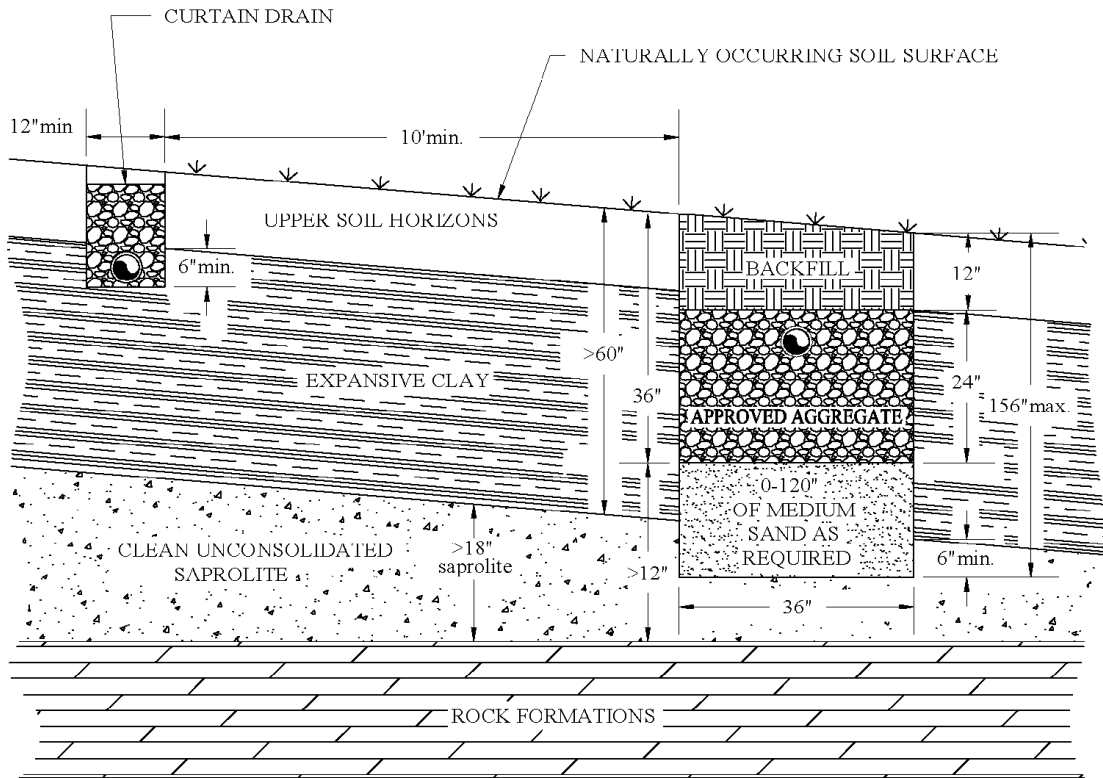 CURTAIN DRAIN
NATURALLY OCCURRING SOIL SURFACE
12"min
10'min.
UPPER SOIL HORIZONS
6"min.
BACKFILL
12"
>60"
EXPANSIVE CLAY
36"
24"
156"max.
APPROVED AGGREGATE
0-120"
OF MEDIUM
SAND AS
REQUIRED
CLEAN UNCONSOLIDATED
SAPROLITE
>18"
saprolite
>12"
6"min.
36"
ROCK FORMATIONS